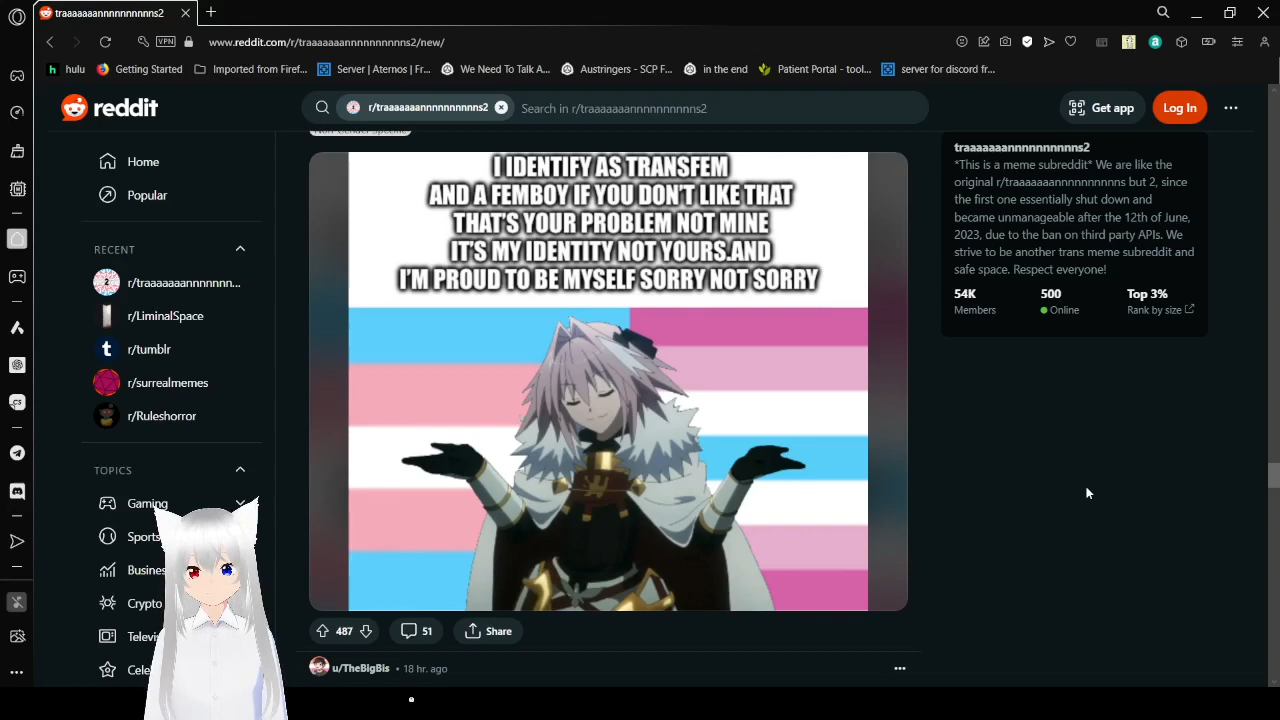 traaaaaaannnnnnnnnns2
VPN
www.reddit.com/r/traaaaaaannnnnnnnnns2/new/
hulu
Getting Started
Imported from Firef...
Server | Aternos | Fr...
We Need To Talk A...
Austringers - SCP F...
in the end
Patient Portal - tool...
server for discord fr...
reddit
r/traaaaaaannnnnnnnnns2
Search in r/traaaaaaannnnnnnnnns2
Get app
Log In
Home
Popular
RECENT
r/traaaaaaannnnnnn...
r/LiminalSpace
r/tumblr
r/surrealmemes
r/Ruleshorror
TOPICS
Gaming
Sports
Busines
Crypto
Televi
Cele
I IDENTIFY AS TRANSFEM
AND A FEMBOY IF YOU DON'T LIKE THAT
THAT'S YOUR PROBLEM NOT MINE
IT'S MY IDENTITY NOT YOURS.AND
I'M PROUD TO BE MYSELF SORRY NOT SORRY
487
51
Share
u/TheBigBis • 18 hr. ago
traaaaaaannnnnnnnnns2
*This is a meme subreddit* We are like the
original r/traaaaaaannnnnnnnnns but 2, since
the first one essentially shut down and
became unmanageable after the 12th of June,
2023, due to the ban on third party APIs. We
strive to be another trans meme subreddit and
safe space. Respect everyone!
54K
500
Top 3%
Members
Online
Rank by size